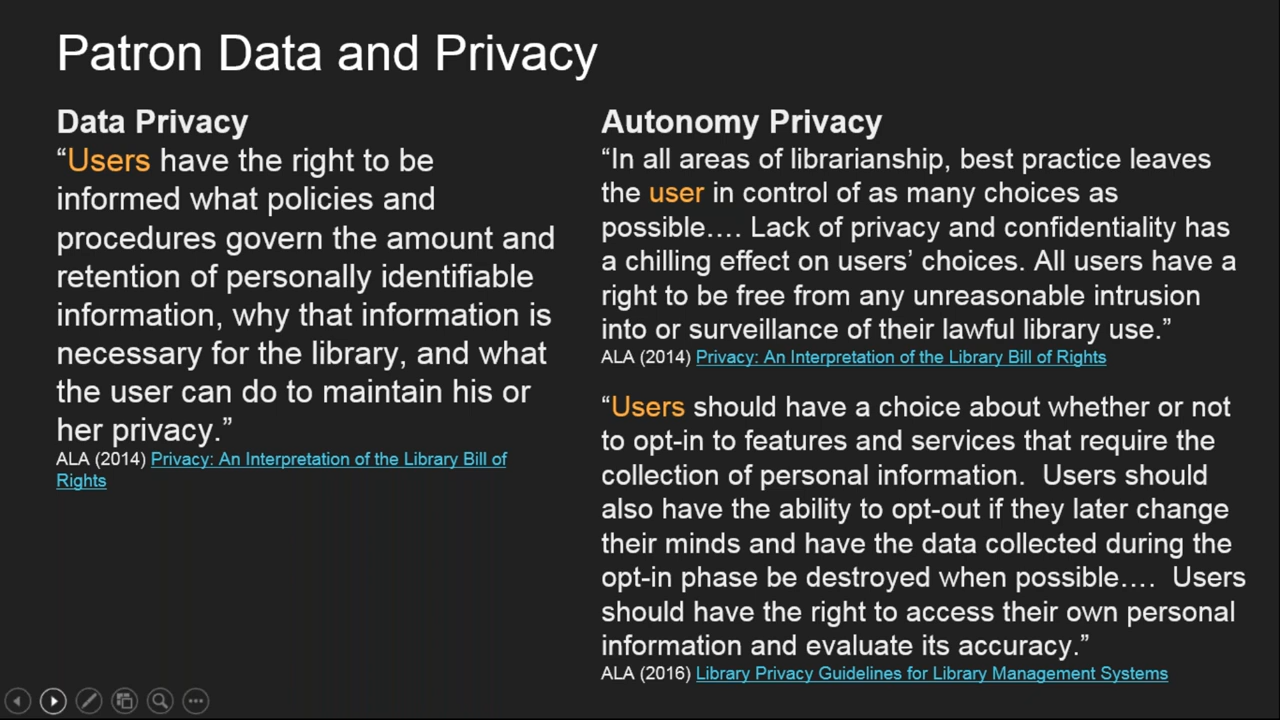 Patron Data and Privacy
Data Privacy
“Users have the right to be
informed what policies and
procedures govern the amount and
retention of personally identifiable
information, why that information is
necessary for the library, and what
the user can do to maintain his or
her privacy.”
ALA (2014) Privacy: An Interpretation of the Library Bill of
Rights
Autonomy Privacy
“In all areas of librarianship, best practice leaves
the user in control of as many choices as
possible…. Lack of privacy and confidentiality has
a chilling effect on users’ choices. All users have a
right to be free from any unreasonable intrusion
into or surveillance of their lawful library use.”
ALA (2014) Privacy: An Interpretation of the Library Bill of Rights
“Users should have a choice about whether or not
to opt-in to features and services that require the
collection of personal information.  Users should
also have the ability to opt-out if they later change
their minds and have the data collected during the
opt-in phase be destroyed when possible….  Users
should have the right to access their own personal
information and evaluate its accuracy.”
ALA (2016) Library Privacy Guidelines for Library Management Systems